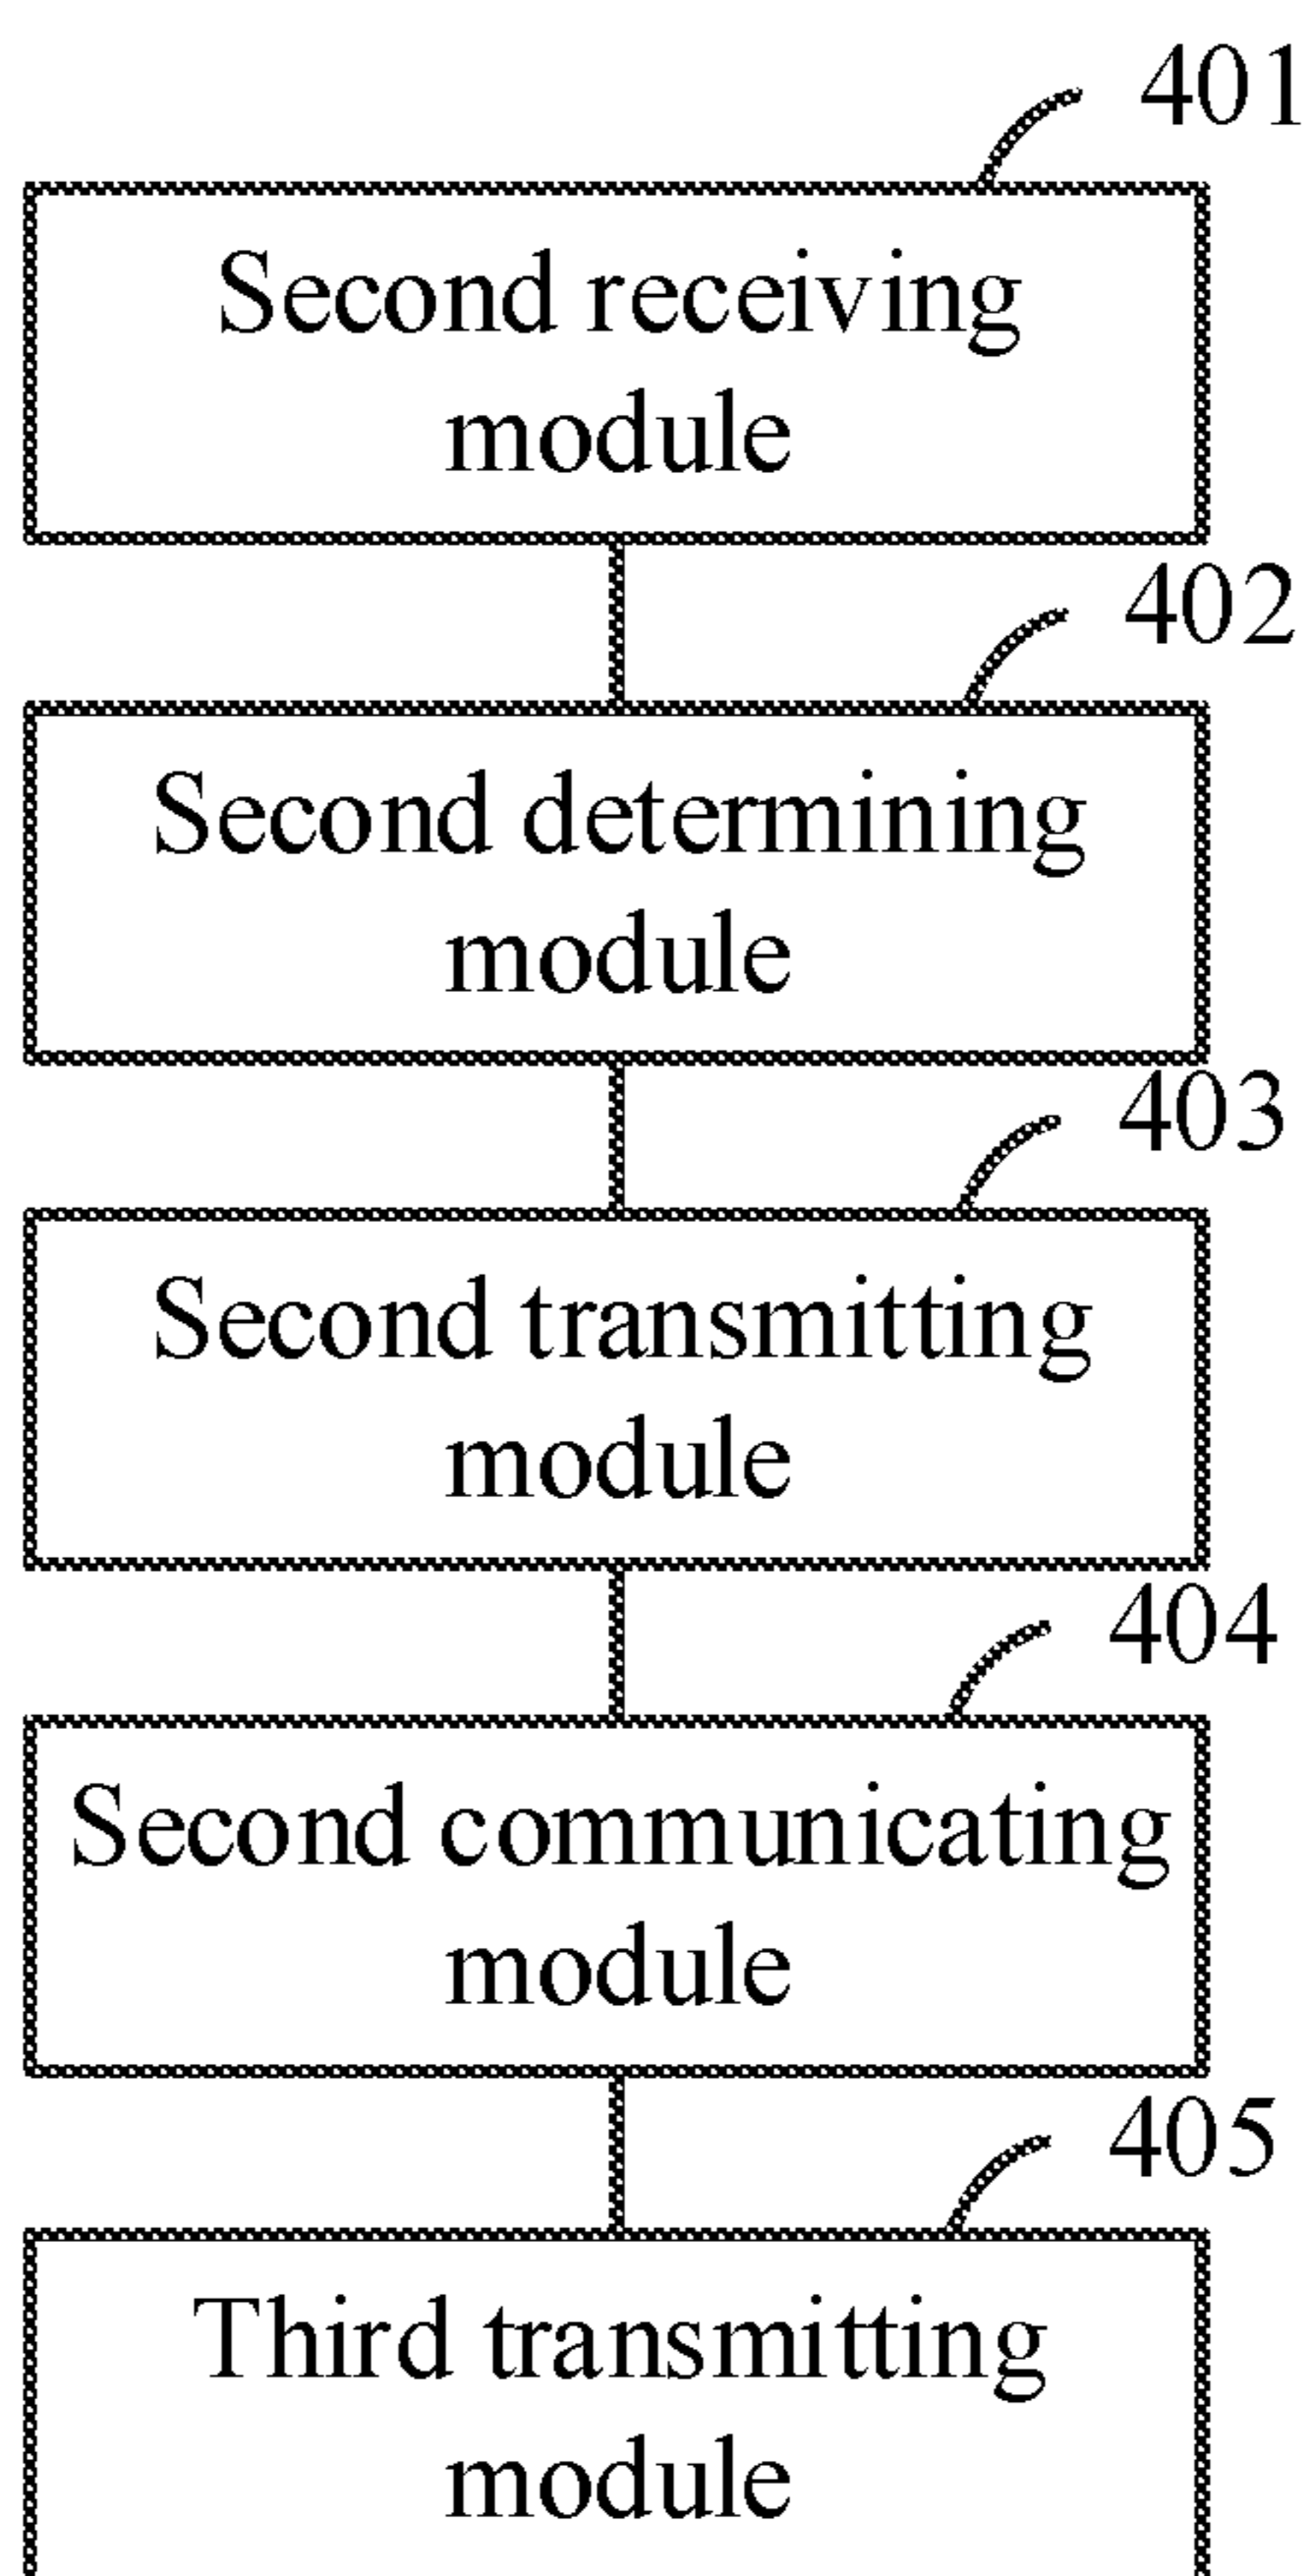 401
Second receiving
module
402
Second determining
module
403
Second transmitting
module
404
Second communicating
module
405
Third transmitting
module